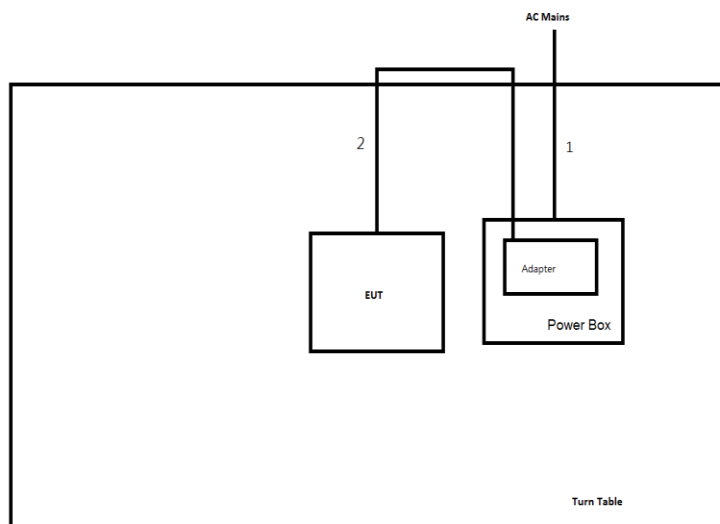 AC Mains
2
1
Adapter
EUT
Power Box
Turn Table